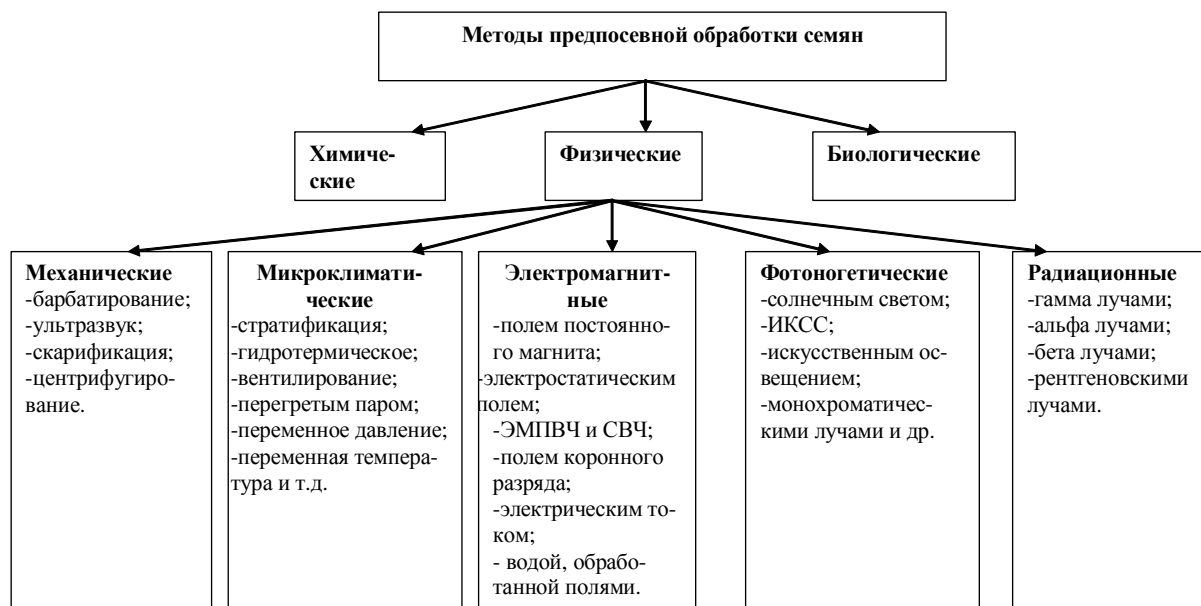 Методы предпосевной обработки семян
Химиче-
ские
Физические
Биологические
Механические
-барбатирование;
-ультразвук;
-скарификация;
-центрифугиро-
вание.
Микроклимати-
ческие
-стратификация;
-гидротермическое;
-вентилирование;
-перегретым паром;
-переменное давление;
-переменная темпера-
тура и т.д.
Электромагнит-
ные
-полем постоянно-
го магнита;
-электростатическим
полем;
-ЭМПВЧ и СВЧ;
-полем коронного
разряда;
-электрическим то-
ком;
- водой, обрабо-
танной полями.
Фотоногетические
-солнечным светом;
-ИКСС;
-искусственным ос-
вещением;
-монохроматичес-
кими лучами и др.
Радиационные
-гамма лучами;
-альфа лучами;
-бета лучами;
-рентгеновскими
лучами.